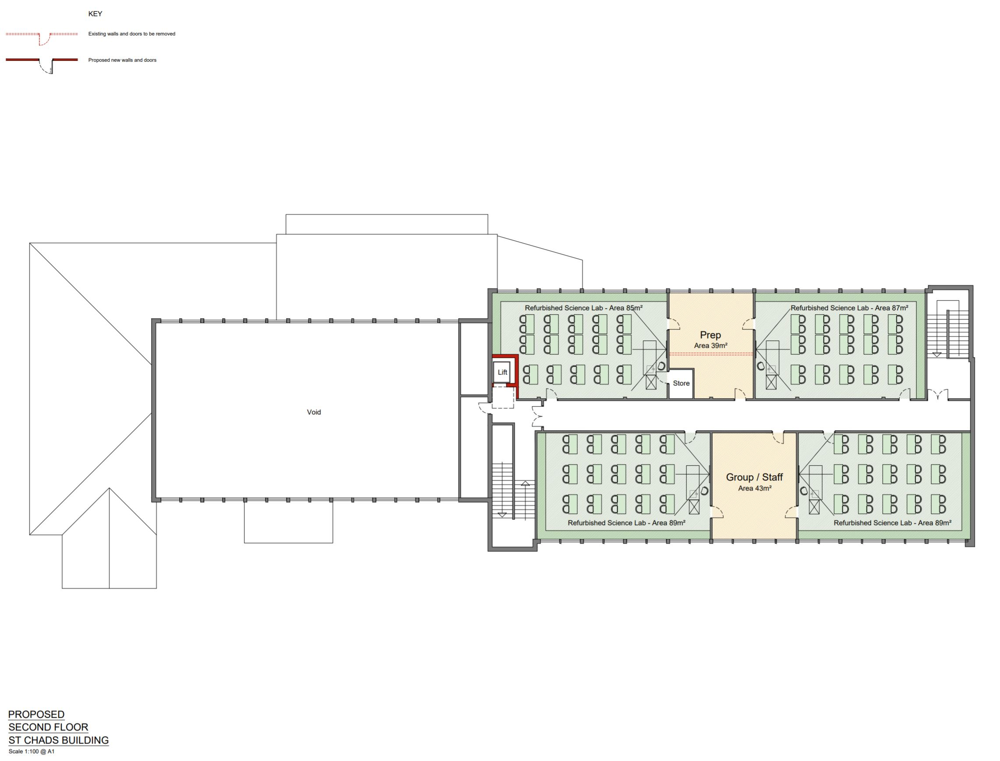 KEY
Existing walls and doors to be removed
Proposed new walls and doors
Refurbished Science Lab - Area 85m²
Refurbished Science Lab - Area 87m²
Prep
Area 39m²
Lift
Store
Void
Group / Staff
Area 43m²
Refurbished Science Lab - Area 89m²
Refurbished Science Lab - Area 89m²
PROPOSED
SECOND FLOOR
ST CHADS BUILDING
Scale 1:100 @ A1